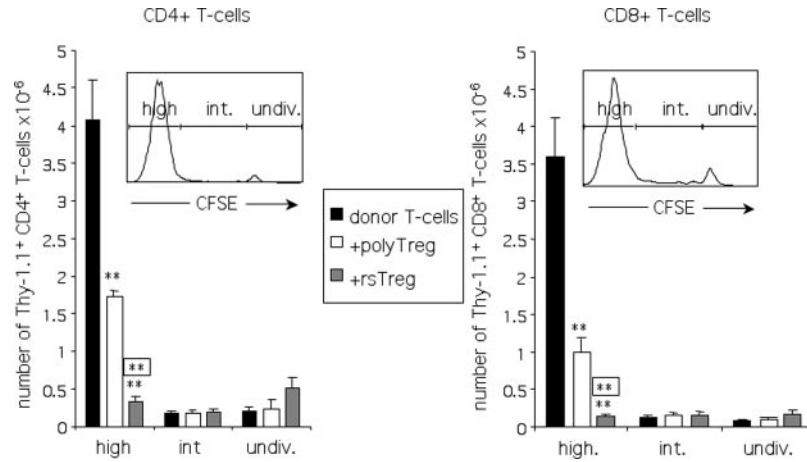 CD4+ T-cells
number of Thy-1.1+ CD4+ T-cells x10-6
5
4.5
4
3.5
3
2.5
2
1.5
1
0.5
0
high int. undiv.
CFSE
**
**
**
high int undiv.
donor T-cells
+polyTreg
+rsTreg
CD8+ T-cells
number of Thy-1.1+ CD8+ T-cells x10-6
5
4.5
4
3.5
3
2.5
2
1.5
1
0.5
0
high int. undiv.
CFSE
**
**
**
high. int. undiv.